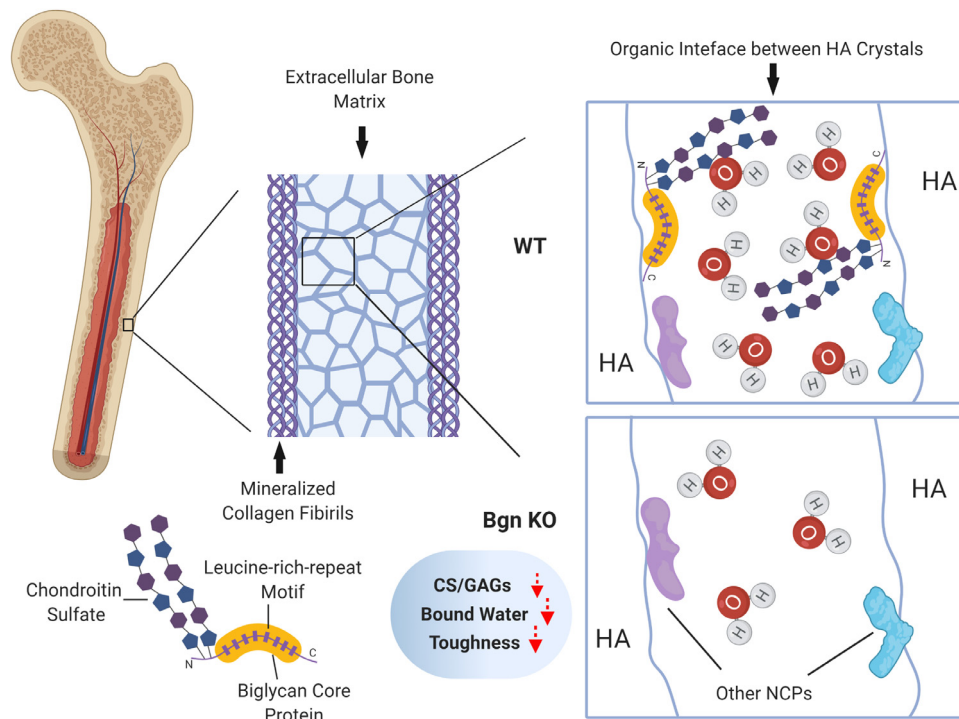 Organic Inteface between HA Crystals
Extracellular Bone
Matrix
WT
N
C
C
N
HA
HA
O
H
H
O
H
H
O
H
H
O
H
H
O
H
H
O
H
H
Mineralized
Collagen Fibirils
Bgn KO
Chondroitin
Sulfate
Leucine-rich-repeat
Motif
N
C
Biglycan Core
Protein
CS/GAGs
Bound Water
Toughness
HA
HA
O
H
H
O
H
H
O
H
H
Other NCPs